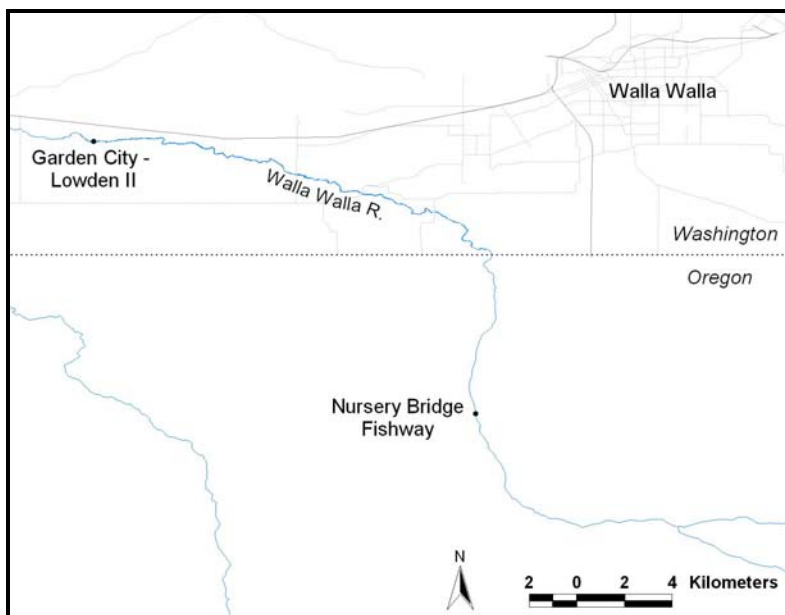 Walla Walla
Garden City -
Lowden II
Walla Walla R.
Washington
Oregon
Nursery Bridge
Fishway
N
2 0 2 4 Kilometers